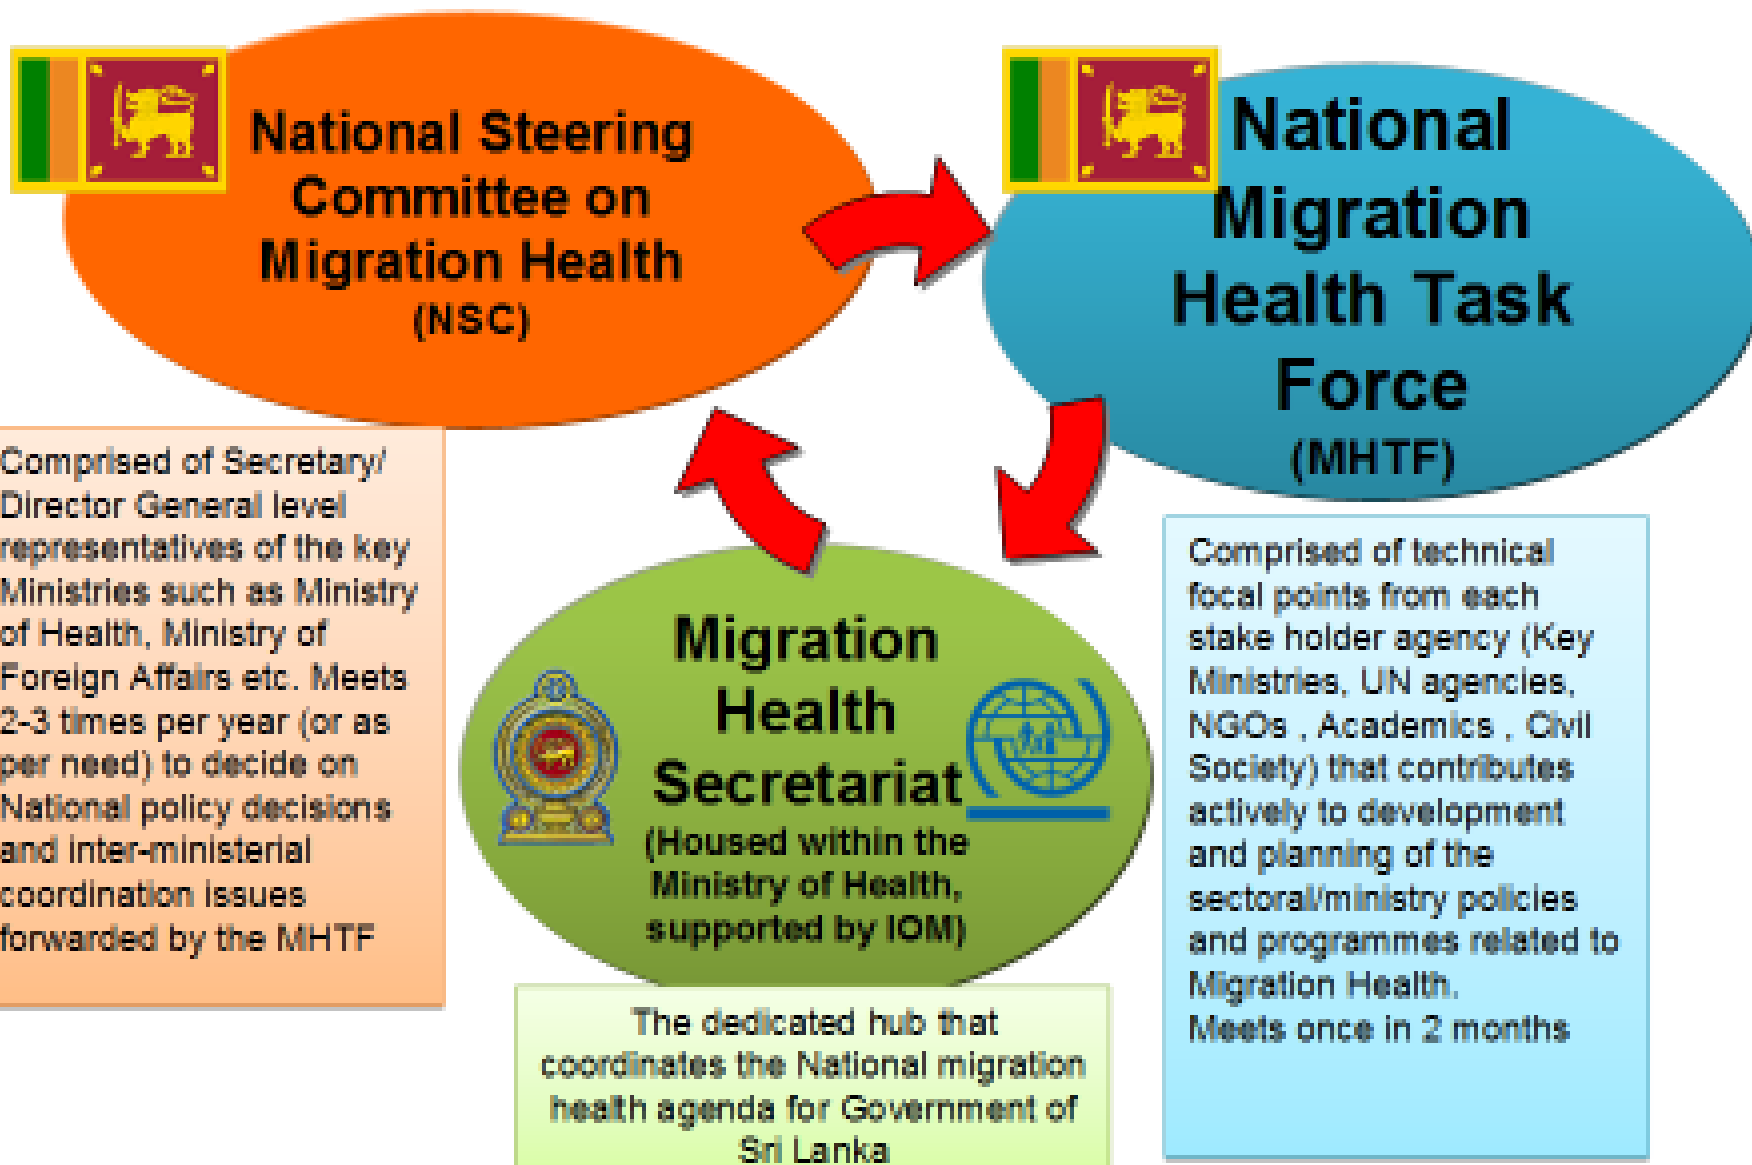 National Steering
Committee on
Migration Health
(NSC)
National
Migration
Health Task
Force
(MHTF)
Comprised of Secretary/
Director General level
representatives of the key
Ministries such as Ministry
of Health, Ministry of
Foreign Affairs etc. Meets
2-3 times per year (or as
per need) to decide on
National policy decisions
and inter-ministerial
coordination issues
forwarded by the MHTF
Migration
Health
Secretariat
(Housed within the
Ministry of Health,
supported by IOM)
The dedicated hub that
coordinates the National migration
health agenda for Government of
Sri Lanka
Comprised of technical
focal points from each
stake holder agency (Key
Ministries, UN agencies,
NGOs , Academics , Civil
Society) that contributes
actively to development
and planning of the
sectoral/ministry policies
and programmes related to
Migration Health.
Meets once in 2 months